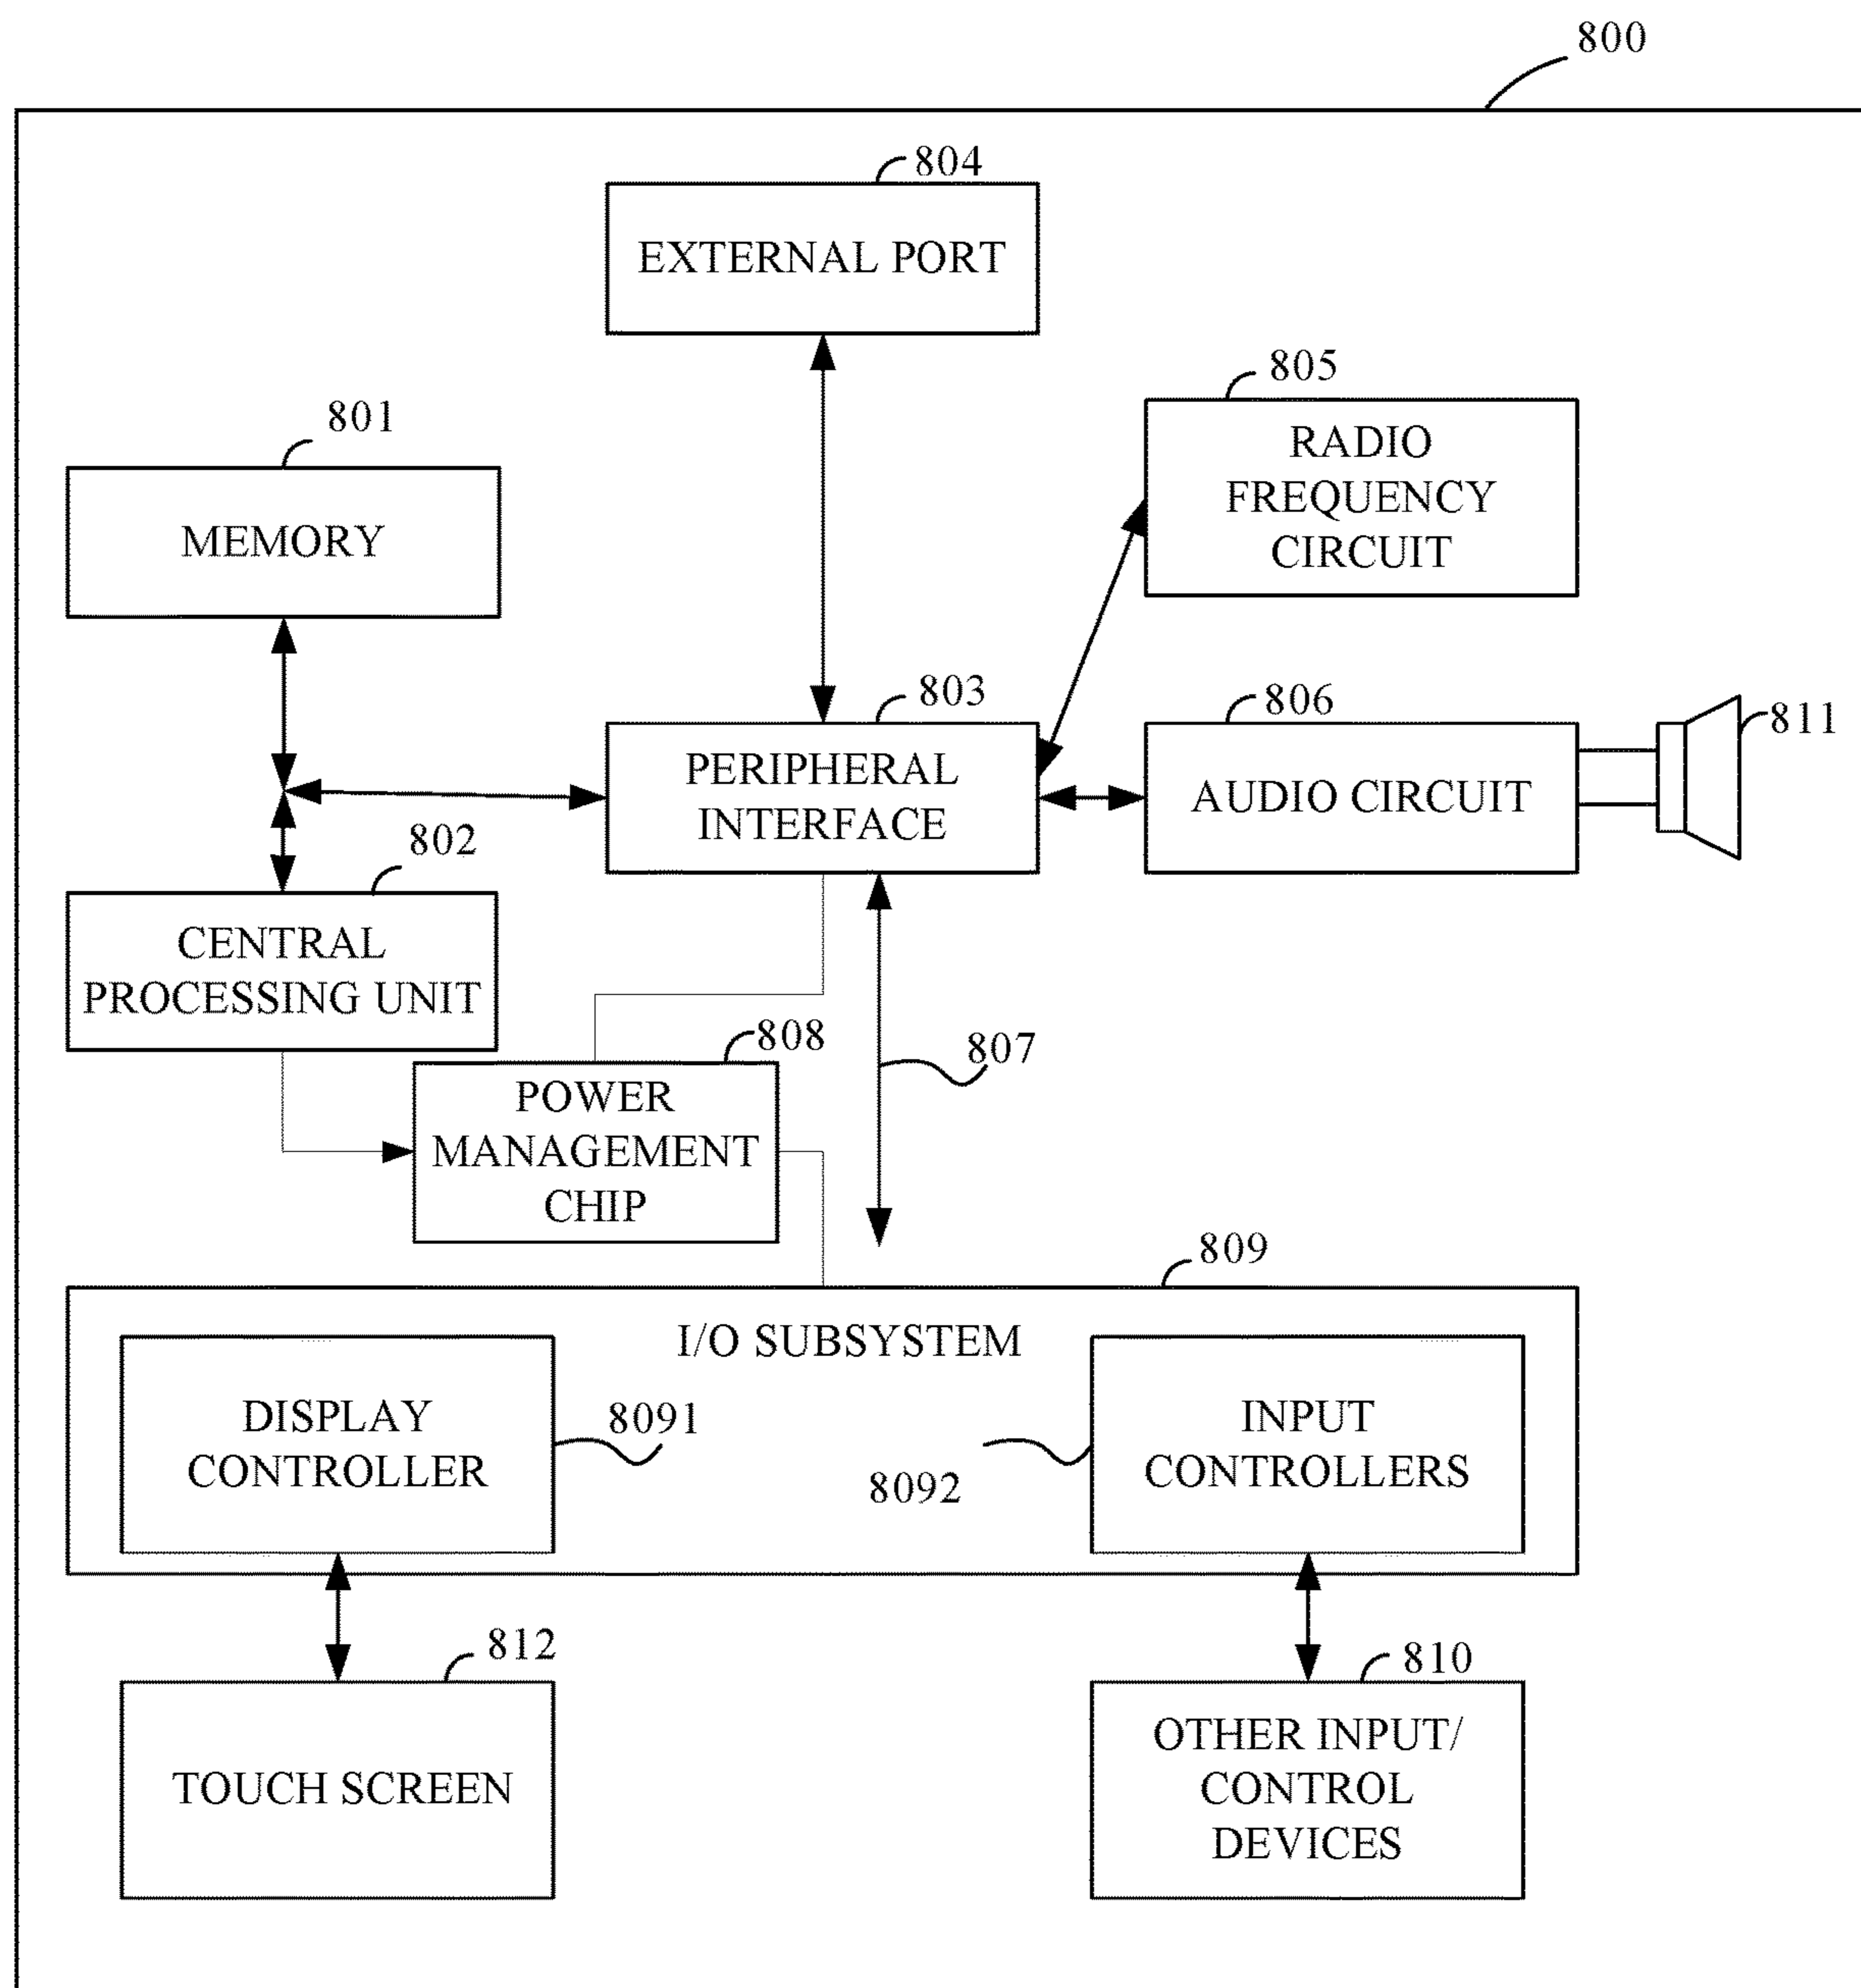 800
804
EXTERNAL PORT
805
RADIO
FREQUENCY
CIRCUIT
801
MEMORY
803
PERIPHERAL
INTERFACE
806
AUDIO CIRCUIT
811
802
CENTRAL
PROCESSING UNIT
808
POWER
MANAGEMENT
CHIP
807
809
I/O SUBSYSTEM
DISPLAY
CONTROLLER
8091
8092
INPUT
CONTROLLERS
812
TOUCH SCREEN
810
OTHER INPUT/
CONTROL
DEVICES